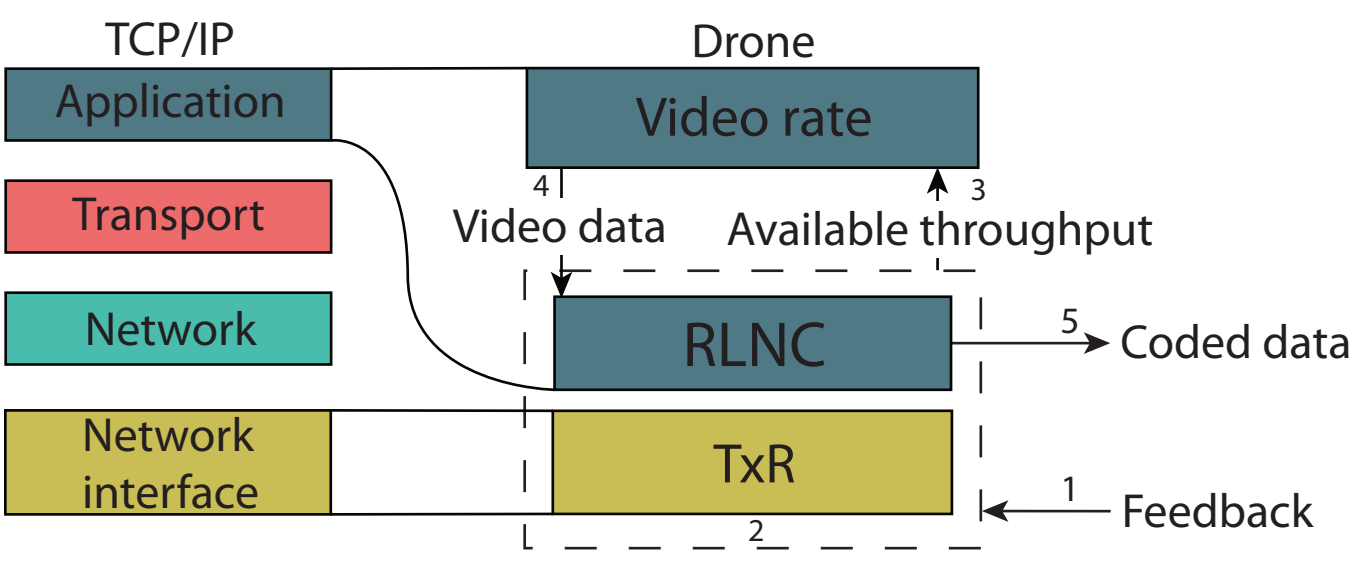 TCP/IP
Drone
Application
Video rate
4
3
Transport
Video data
Available throughput
Network
RLNC
5
Coded data
Network
interface
TxR
1
Feedback
2